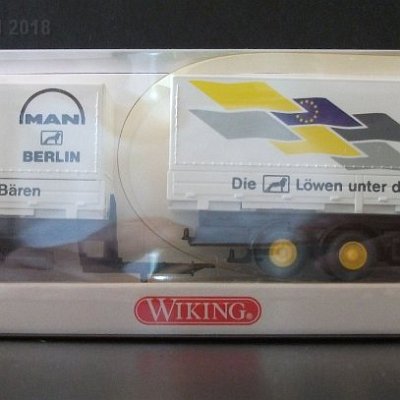 2018
MAN
BERLIN
Bären
Die Löwen unter d
WIKING®